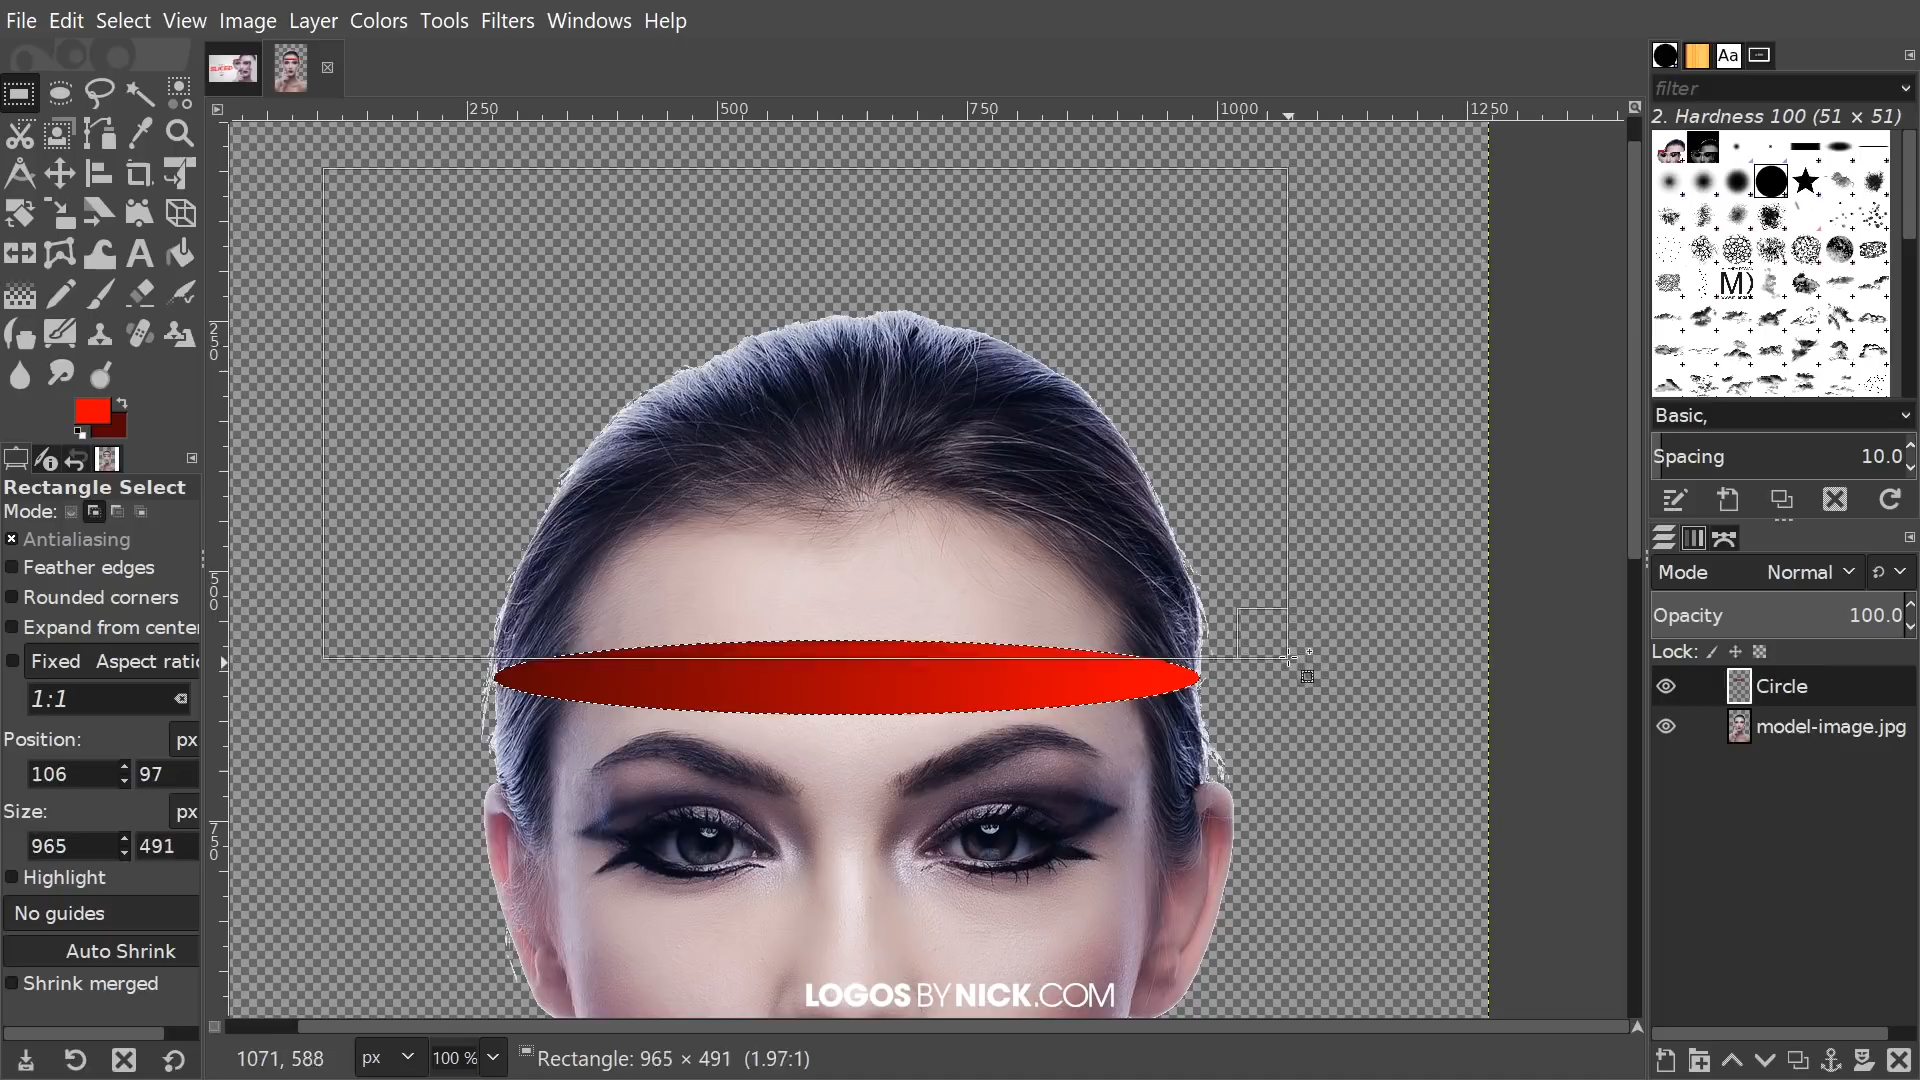 File Edit Select View Image Layer Colors Tools Filters Windows Help
250 500 750 1000 1250
Aa
filter
2. Hardness 100 (51 × 51)
Rectangle Select
Mode:
Antialiasing
Feather edges
Rounded corners
Expand from center
Fixed Aspect ratio
1:1
Position: px
106 97
Size: px
965 491
Highlight
No guides
Auto Shrink
Shrink merged
250
500
750
LOGOS BY NICK.COM
Basic,
Spacing 10.0
Mode Normal
Opacity 100.0
Lock:
Circle
model-image.jpg
1071, 588 px 100 % Rectangle: 965 × 491 (1.97:1)